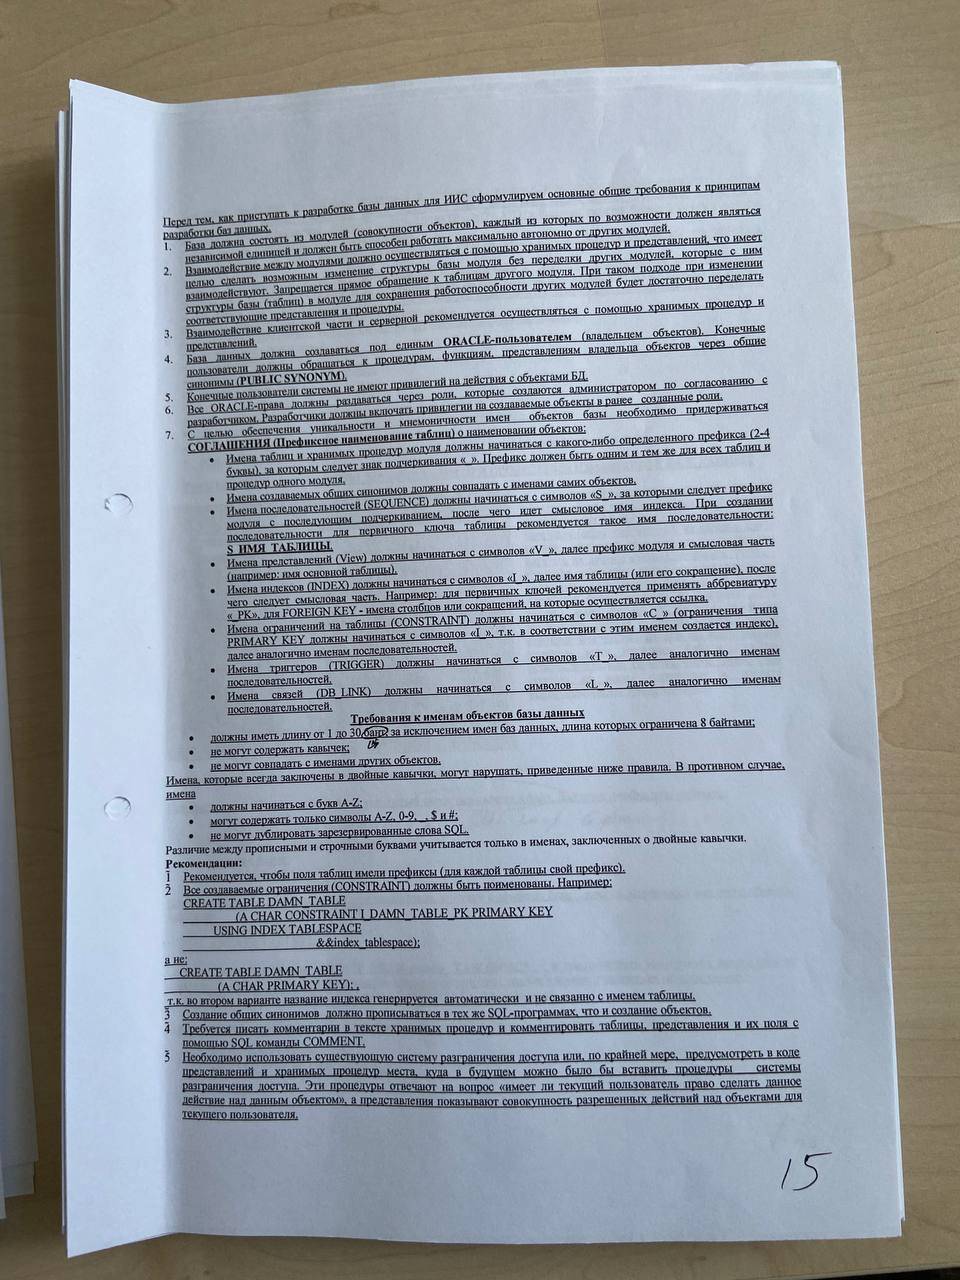 Перед тем, как приступать к разработке базы данных для ИИС сформулируем основные общие требования к принципам
разработки баз данных.
1. База должна состоять из модулей (совокупности объектов), каждый из которых по возможности должен являться
независимой единицей и должен быть способен работать максимально автономно от других модулей.
2. Взаимодействие между модулями должно осуществляться с помощью хранимых процедур и представлений, что имеет
целью сделать возможным изменение структуры базы модуля без переделки других модулей, которые с ним
взаимодействуют. Запрещается прямое обращение к таблицам другого модуля. При таком подходе при изменении
структуры базы (таблиц) в модуле для сохранения работоспособности других модулей будет достаточно переделать
соответствующие представления и процедуры.
3. Взаимодействие клиентской части и серверной рекомендуется осуществляться с помощью хранимых процедур и
представлений.
4. База данных должна создаваться под единым ORACLE-пользователем (владельцем объектов). Конечные
пользователи должны обращаться к процедурам, функциям, представлениям владельца объектов через общие
синонимы (PUBLIC SYNONYM).
5. Конечные пользователи системы не имеют привилегий на действия с объектами БД.
6. Все ORACLE-права должны раздаваться через роли, которые создаются администратором по согласованию с
разработчиком. Разработчики должны включать привилегии на создаваемые объекты в ранее созданные роли.
7. С целью обеспечения уникальности и мнемоничности имен объектов базы необходимо придерживаться
СОГЛАШЕНИЯ (Префиксное наименование таблиц) о наименовании объектов:
• Имена таблиц и хранимых процедур модуля должны начинаться с какого-либо определенного префикса (2-4
буквы), за которым следует знак подчеркивания «_». Префикс должен быть одним и тем же для всех таблиц и
процедур одного модуля.
• Имена создаваемых общих синонимов должны совпадать с именами самих объектов.
• Имена последовательностей (SEQUENCE) должны начинаться с символов «S_», за которыми следует префикс
модуля с последующим подчеркиванием, после чего идет смысловое имя индекса. При создании
последовательности для первичного ключа таблицы рекомендуется такое имя последовательности:
S_ИМЯ_ТАБЛИЦЫ.
• Имена представлений (View) должны начинаться с символов «V_», далее префикс модуля и смысловая часть
(например: имя основной таблицы).
• Имена индексов (INDEX) должны начинаться с символов «I_», далее имя таблицы (или его сокращение), после
чего следует смысловая часть. Например: для первичных ключей рекомендуется применять аббревиатуру
«_PK», для FOREIGN KEY - имена столбцов или сокращений, на которые осуществляется ссылка.
• Имена ограничений на таблицы (CONSTRAINT) должны начинаться с символов «C_» (ограничения типа
PRIMARY KEY должны начинаться с символов «I_», т.к. в соответствии с этим именем создается индекс),
далее аналогично именам последовательностей.
• Имена триггеров (TRIGGER) должны начинаться с символов «T_», далее аналогично именам
последовательностей.
• Имена связей (DB_LINK) должны начинаться с символов «L_», далее аналогично именам
последовательностей.
Требования к именам объектов базы данных
• должны иметь длину от 1 до 30 за исключением имен баз данных, длина которых ограничена 8 байтами;
• не могут содержать кавычек;
• не могут совпадать с именами других объектов.
Имена, которые всегда заключены в двойные кавычки, могут нарушать, приведенные ниже правила. В противном случае,
имена
• должны начинаться с букв A-Z;
• могут содержать только символы A-Z, 0-9, _, $ и #;
• не могут дублировать зарезервированные слова SQL.
Различие между прописными и строчными буквами учитывается только в именах, заключенных о двойные кавычки.
Рекомендации:
1 Рекомендуется, чтобы поля таблиц имели префиксы (для каждой таблицы свой префикс).
2 Все создаваемые ограничения (CONSTRAINT) должны быть поименованы. Например:
CREATE TABLE DAMN_TABLE
(A CHAR CONSTRAINT I_DAMN_TABLE_PK PRIMARY KEY
USING INDEX TABLESPACE
&&index_tablespace);
а не:
CREATE TABLE DAMN_TABLE
(A CHAR PRIMARY KEY); ,
т.к. во втором варианте название индекса генерируется автоматически и не связанно с именем таблицы.
3 Создание общих синонимов должно прописываться в тех же SQL-программах, что и создание объектов.
4 Требуется писать комментарии в тексте хранимых процедур и комментировать таблицы, представления и их поля с
помощью SQL команды COMMENT.
5 Необходимо использовать существующую систему разграничения доступа или, по крайней мере, предусмотреть в коде
представлений и хранимых процедур места, куда в будущем можно было бы вставить процедуры системы
разграничения доступа. Эти процедуры отвечают на вопрос «имеет ли текущий пользователь право сделать данное
действие над данным объектом», а представления показывают совокупность разрешенных действий над объектами для
текущего пользователя.
15